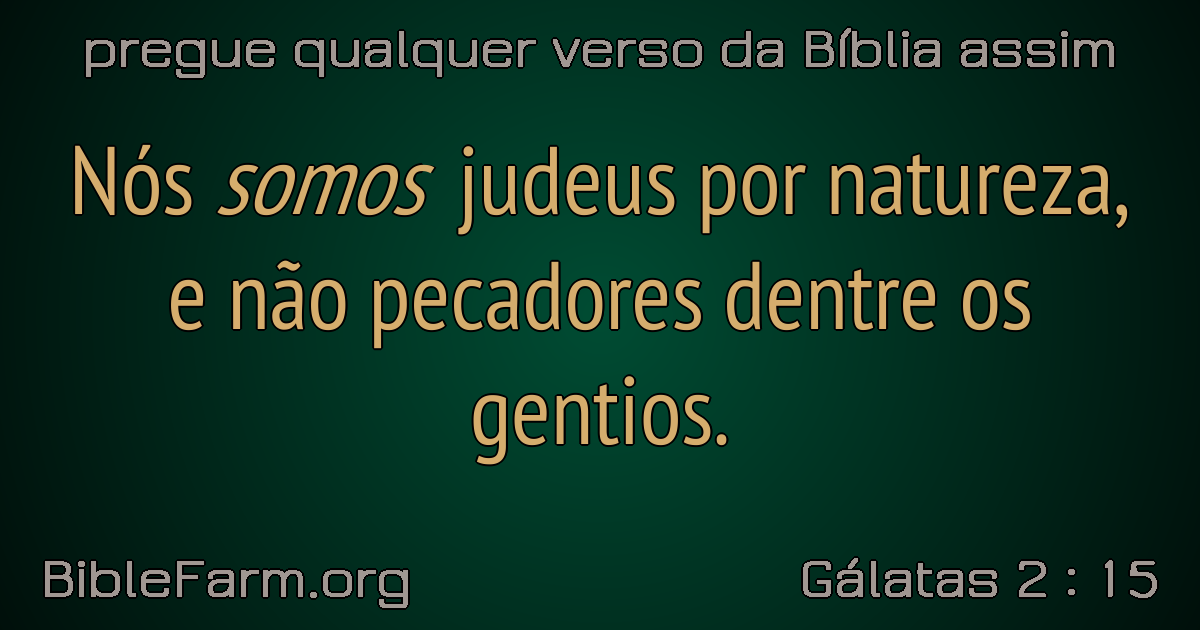 pregue qualquer verso da Bíblia assim
Nós somos judeus por natureza,
e não pecadores dentre os
gentios.
BibleFarm.org
Gálatas 2 : 15